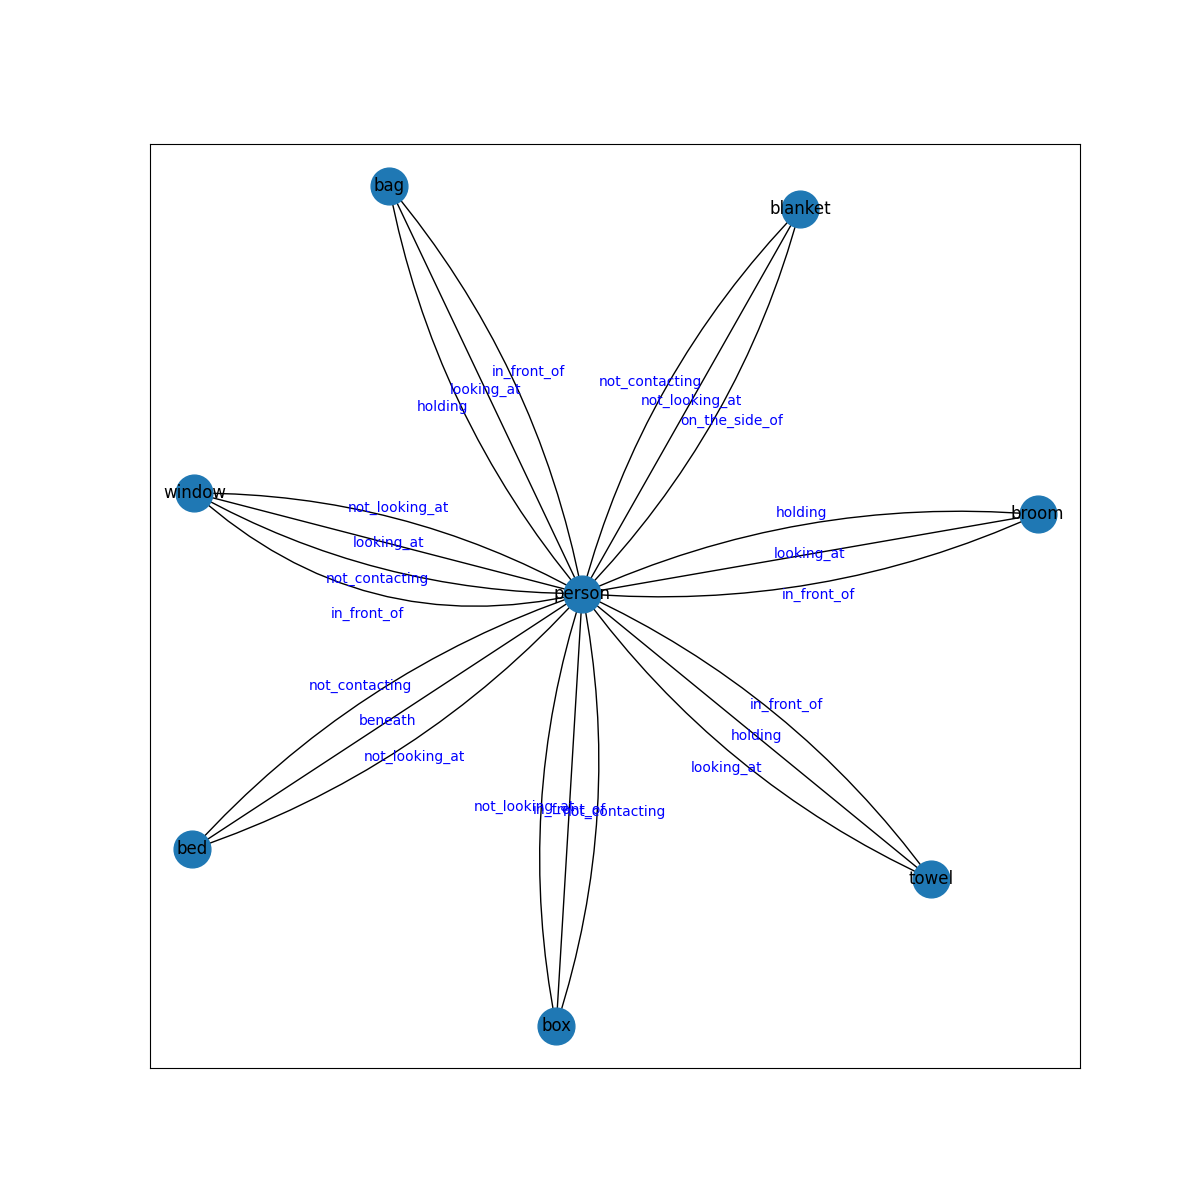 bag
blanket
in_front_of
looking_at
holding
not_contacting
not_looking_at
on_the_side_of
window
not_looking_at
looking_at
not_contacting
in_front_of
holding
broom
looking_at
in_front_of
person
not_contacting
beneath
not_looking_at
in_front_of
holding
looking_at
not_looking_at
in_front_of
not_contacting
bed
towel
box